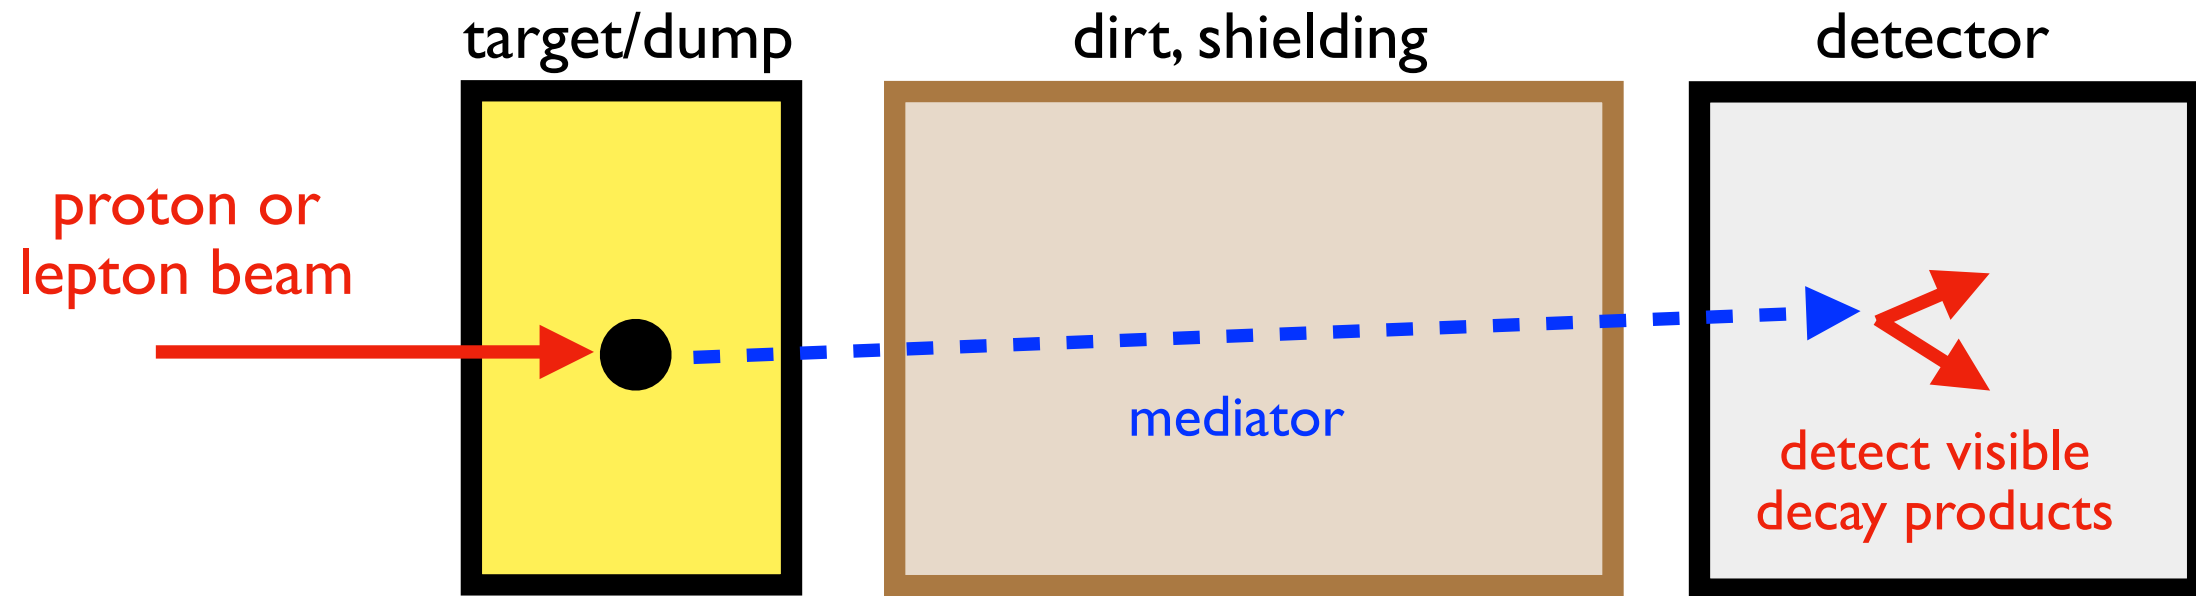 target/dump
dirt, shielding
detector
proton or
lepton beam
mediator
detect visible
decay products